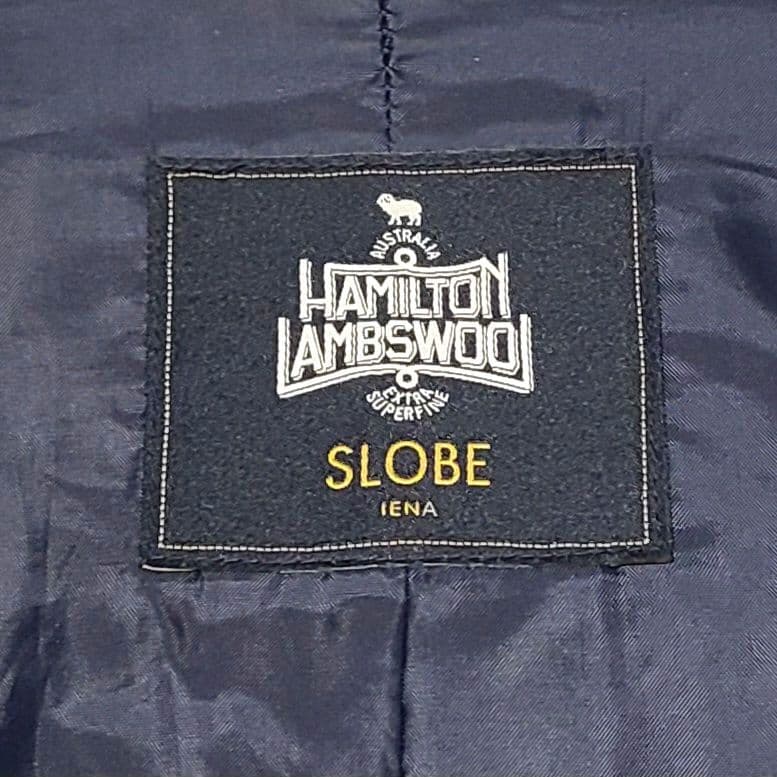 AUSTRALIA
HAMILTON
LAMBSWOOL
EXTRA
SUPERFINE
SLOBE
IENA